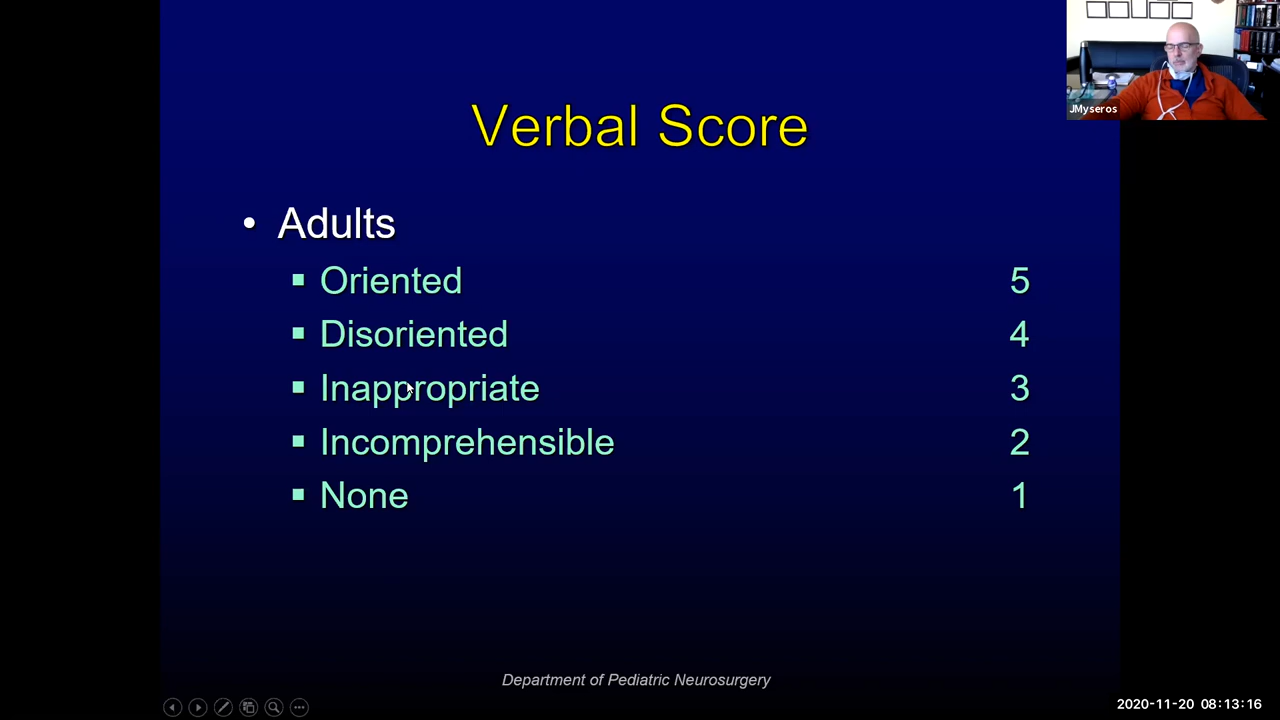 JMyseros
Verbal Score
• Adults
▪ Oriented 5
▪ Disoriented 4
▪ Inappropriate 3
▪ Incomprehensible 2
▪ None 1
Department of Pediatric Neurosurgery
2020-11-20 08:13:16